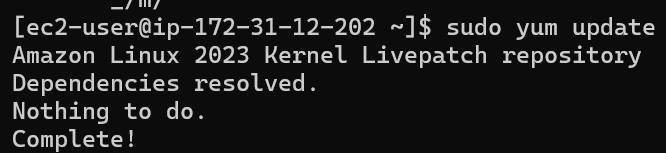 _/m/'
[ec2-user@ip-172-31-12-202 ~]$ sudo yum update
Amazon Linux 2023 Kernel Livepatch repository
Dependencies resolved.
Nothing to do.
Complete!